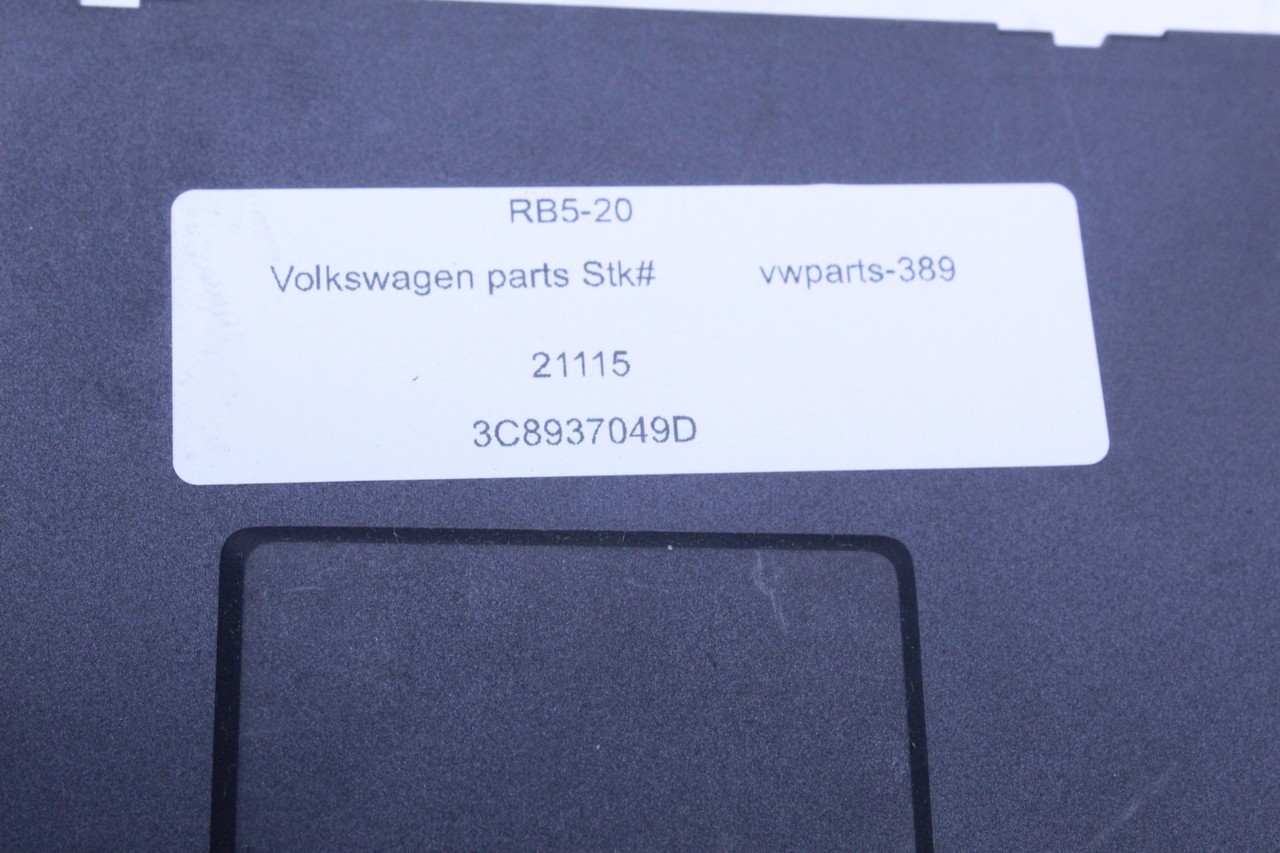 RB5-20
Volkswagen parts Stk# vwparts-389
21115
3C8937049D